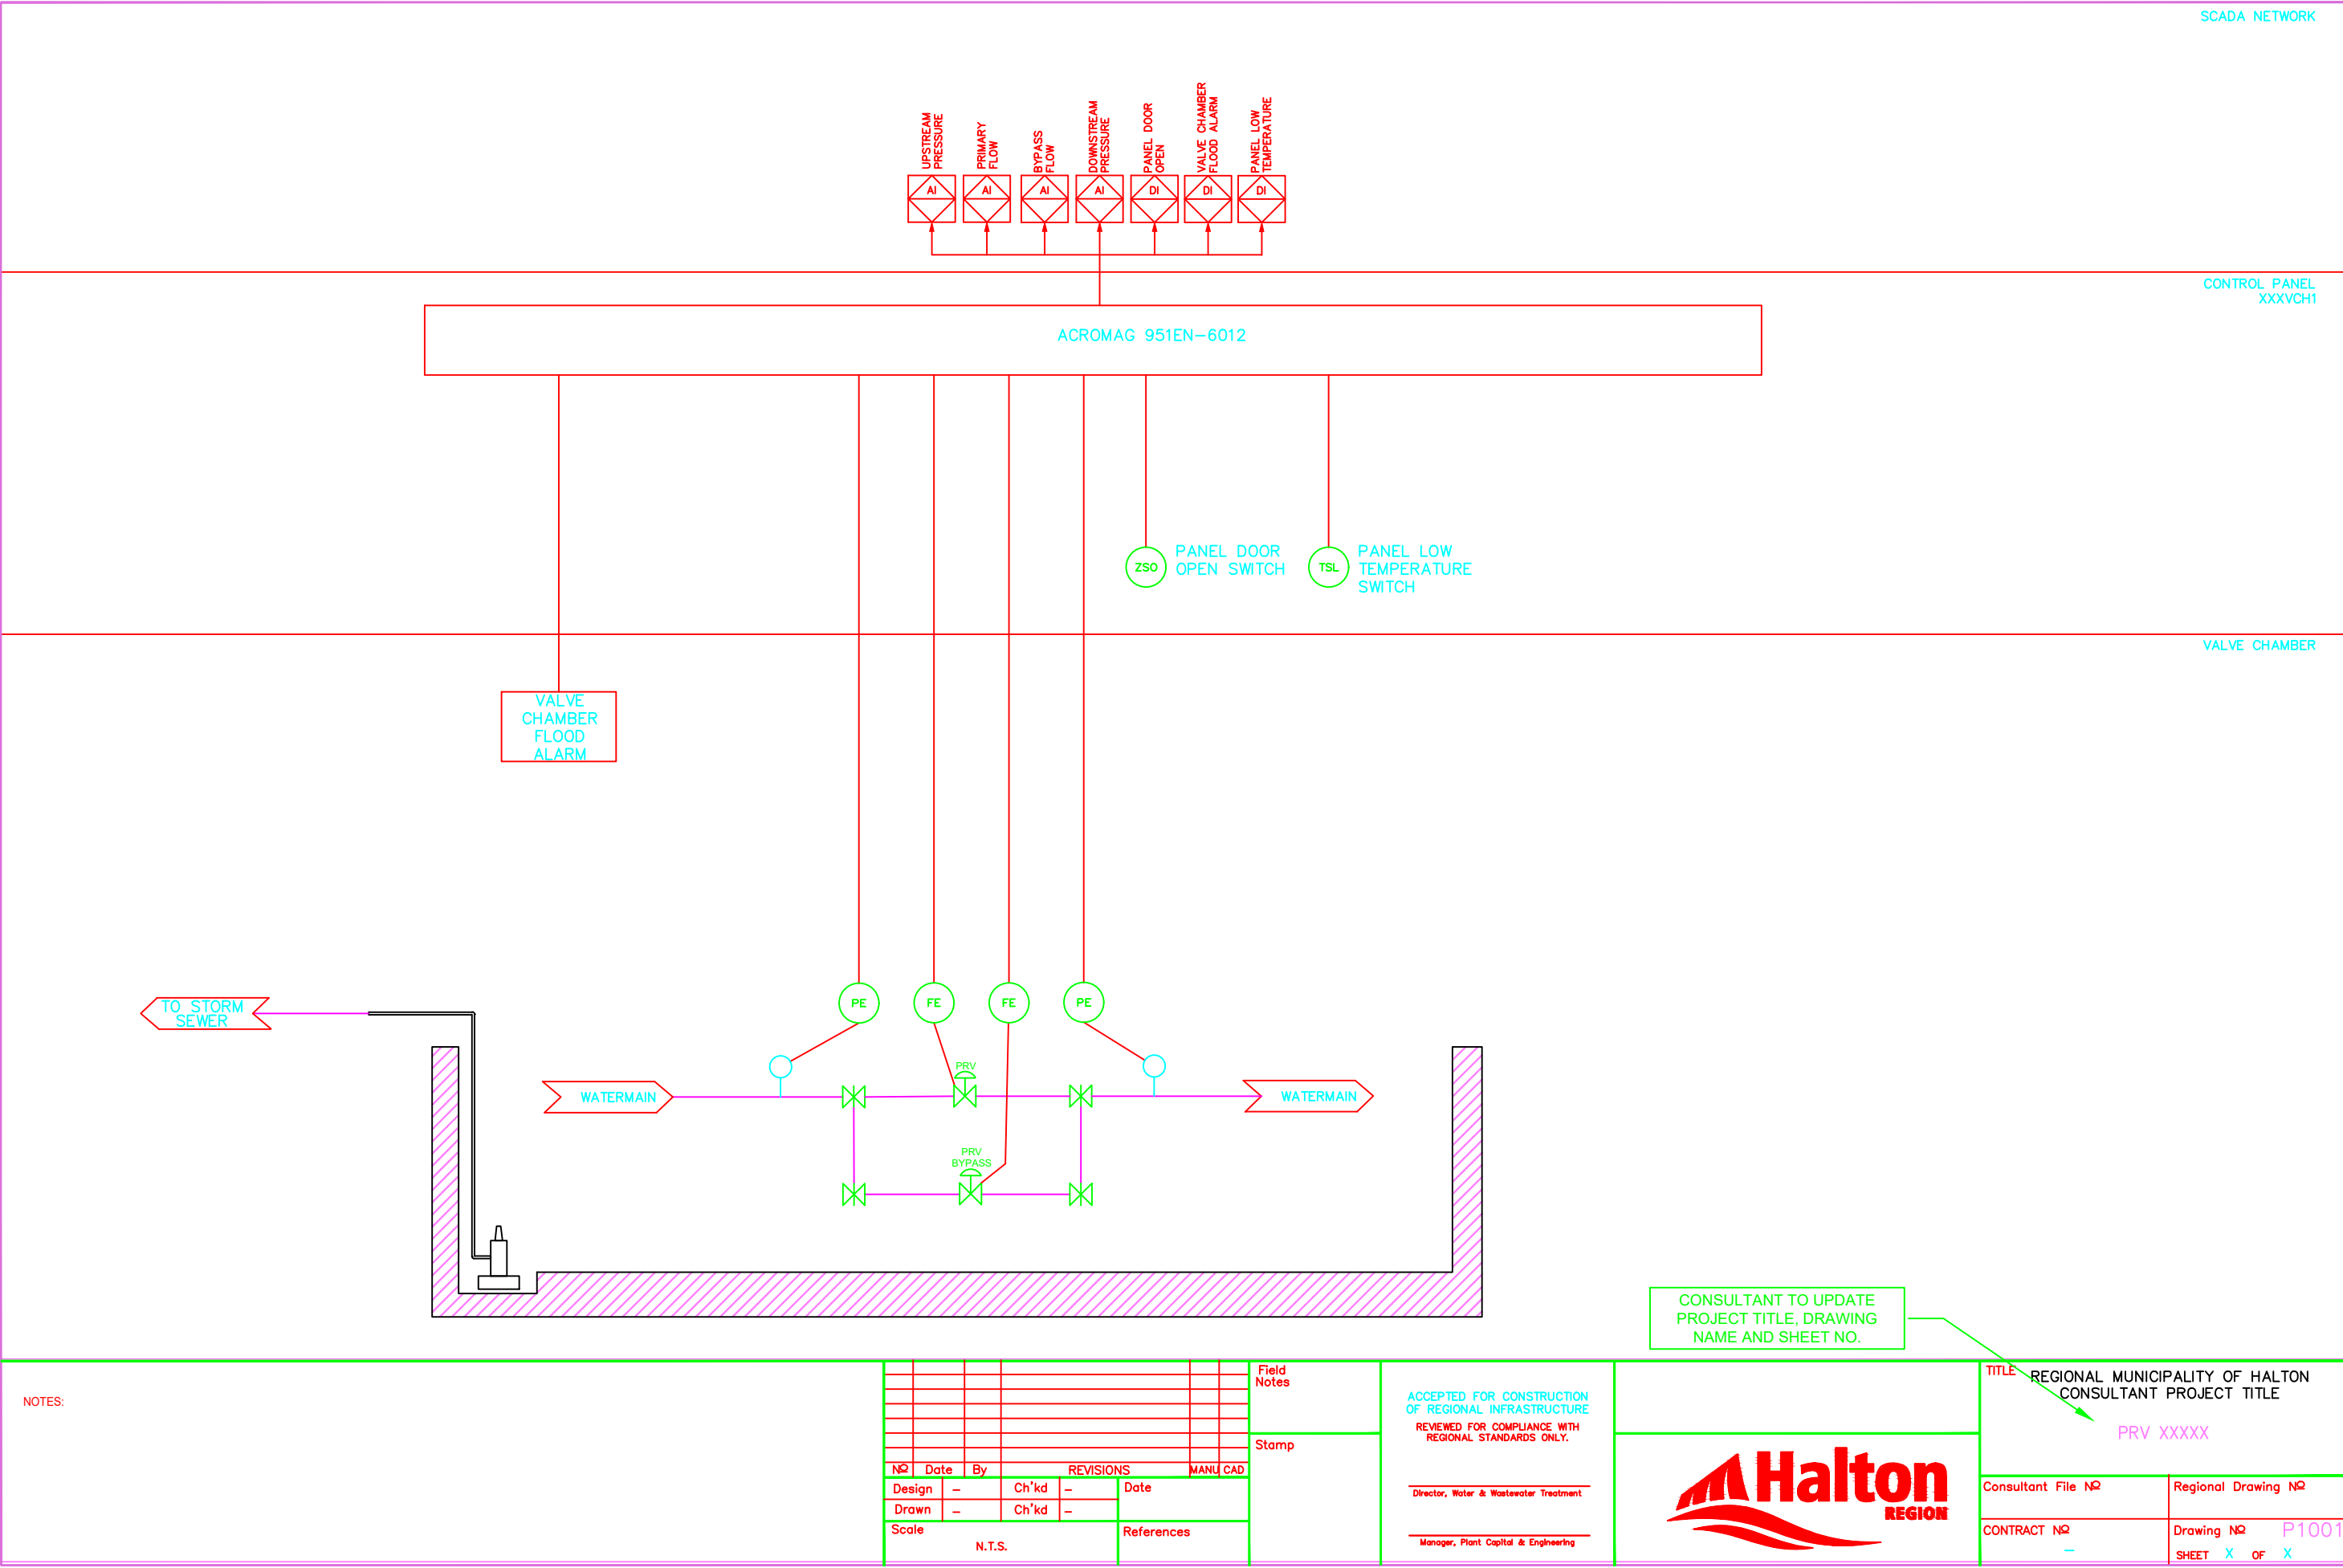 SCADA NETWORK
UPSTREAM
PRESSURE
PRIMARY
FLOW
BYPASS
FLOW
DOWNSTREAM
PRESSURE
PANEL DOOR
OPEN
VALVE CHAMBER
FLOOD ALARM
PANEL LOW
TEMPERATURE
AI
AI
AI
AI
DI
DI
DI
CONTROL PANEL
XXXVCH1
ACROMAG 951EN-6012
ZSO
PANEL DOOR
OPEN SWITCH
TSL
PANEL LOW
TEMPERATURE
SWITCH
VALVE CHAMBER
VALVE
CHAMBER
FLOOD
ALARM
TO STORM
SEWER
PE
FE
FE
PE
PRV
WATERMAIN
WATERMAIN
PRV
BYPASS
CONSULTANT TO UPDATE
PROJECT TITLE, DRAWING
NAME AND SHEET NO.
NOTES:
Nº Date By REVISIONS MANU CAD
Design - Ch'kd - Date
Drawn - Ch'kd -
Scale
N.T.S.
References
Field
Notes
Stamp
ACCEPTED FOR CONSTRUCTION
OF REGIONAL INFRASTRUCTURE
REVIEWED FOR COMPLIANCE WITH
REGIONAL STANDARDS ONLY.
Director, Water & Wastewater Treatment
Manager, Plant Capital & Engineering
Halton
REGION
TITLE
REGIONAL MUNICIPALITY OF HALTON
CONSULTANT PROJECT TITLE
PRV XXXXX
Consultant File Nº
Regional Drawing Nº
CONTRACT Nº
-
Drawing Nº P1001
SHEET X OF X